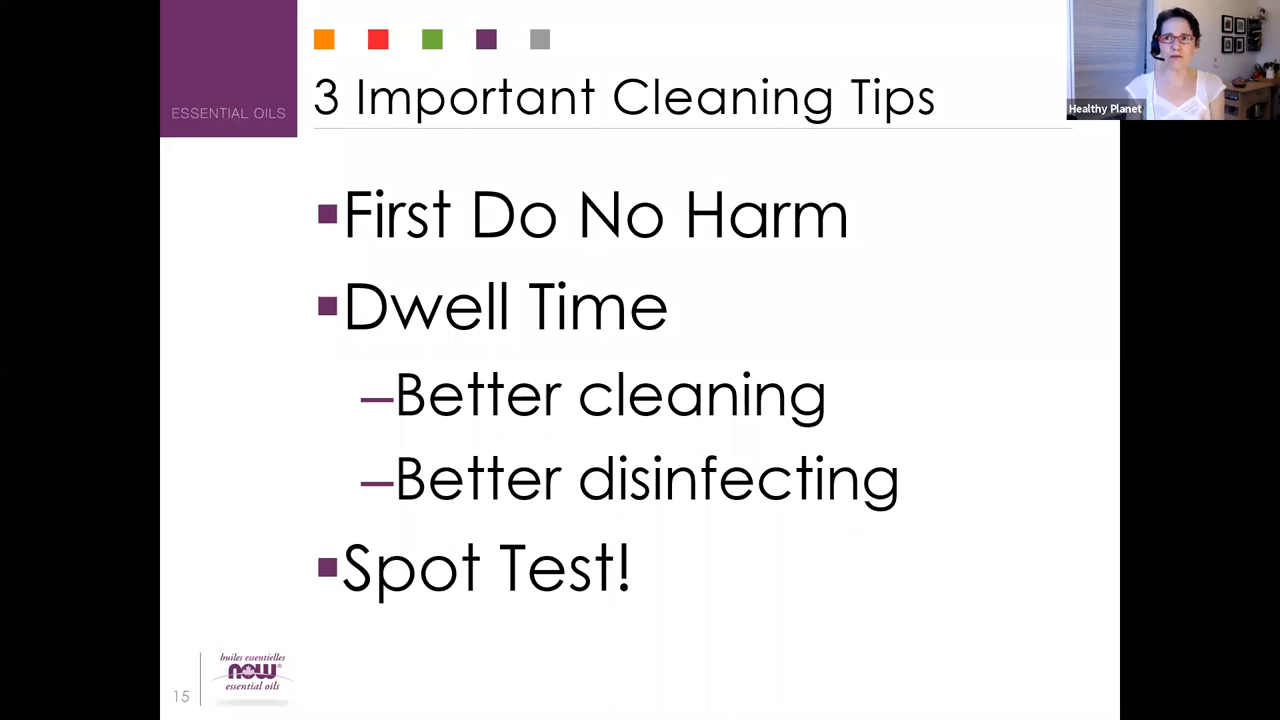 ESSENTIAL OILS
3 Important Cleaning Tips
Healthy Planet
▪First Do No Harm
▪Dwell Time
–Better cleaning
–Better disinfecting
▪Spot Test!
huiles essentielles
now®
essential oils
15